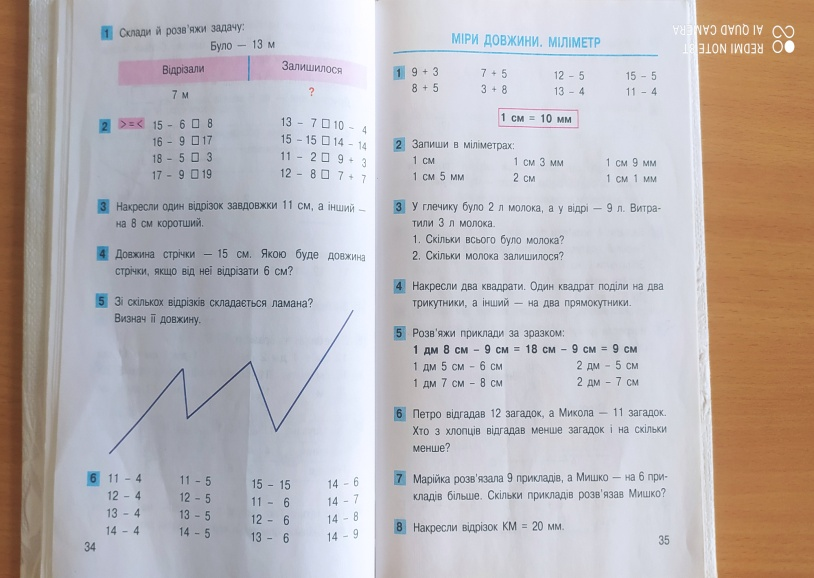 1 Склади й розв'яжи задачу:
Було — 13 м
Відрізали Залишилося
7 м ?
2 > = < 15 – 6 □ 8 13 – 7 □ 10 – 4
16 – 9 □ 17 15 – 15 □ 14 – 14
18 – 5 □ 3 11 – 2 □ 9 + 3
17 – 9 □ 19 12 – 8 □ 7 + 7
3 Накресли один відрізок завдовжки 11 см, а інший —
на 8 см коротший.
4 Довжина стрічки — 15 см. Якою буде довжина
стрічки, якщо від неї відрізати 6 см?
5 Зі скількох відрізків складається ламана?
Визнач її довжину.
6 11 – 4 11 – 5 15 – 15 14 – 6
12 – 4 12 – 5 11 – 6 14 – 7
13 – 4 13 – 5 12 – 6 14 – 8
14 – 4 14 – 5 13 – 6 14 – 9
34
МІРИ ДОВЖИНИ. МІЛІМЕТР
1 9 + 3 7 + 5 12 – 5 15 – 5
8 + 5 3 + 8 13 – 4 11 – 4
1 см = 10 мм
2 Запиши в міліметрах:
1 см 1 см 3 мм 1 см 9 мм
1 см 5 мм 2 см 1 см 1 мм
3 У глечику було 2 л молока, а у відрі — 9 л. Витра-
тили 3 л молока.
1. Скільки всього було молока?
2. Скільки молока залишилося?
4 Накресли два квадрати. Один квадрат поділи на два
трикутники, а інший — на два прямокутники.
5 Розв'яжи приклади за зразком:
1 дм 8 см – 9 см = 18 см – 9 см = 9 см
1 дм 5 см – 6 см 2 дм – 5 см
1 дм 7 см – 8 см 2 дм – 7 см
6 Петро відгадав 12 загадок, а Микола — 11 загадок.
Хто з хлопців відгадав менше загадок і на скільки
менше?
7 Марійка розв'язала 9 прикладів, а Мишко — на 6 при-
кладів більше. Скільки прикладів розв'язав Мишко?
8 Накресли відрізок КМ = 20 мм.
35
REDMI NOTE 8T
AI QUAD CAMERA